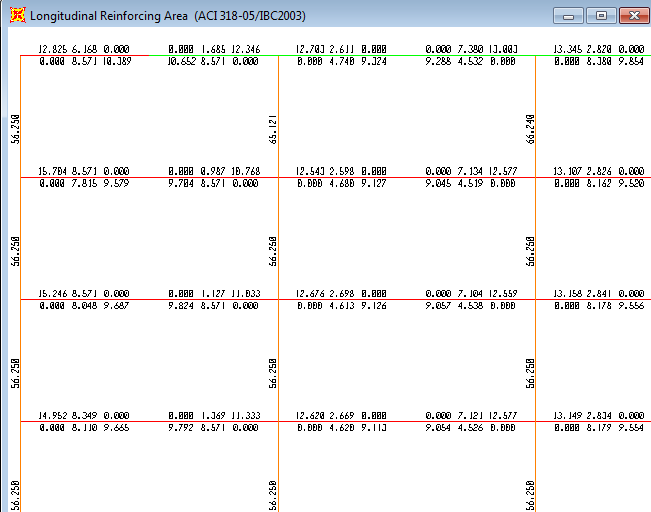 Longitudinal Reinforcing Area (ACI 318-05/IBC2003)
12.825 6.168 0.000 0.000 1.685 12.346 12.703 2.611 0.000 0.000 7.380 13.003 13.345 2.820 0.000
0.000 8.571 10.389 10.652 8.571 0.000 0.000 4.740 9.324 9.288 4.532 0.000 0.000 8.380 9.854
56.250 65.121 66.240
15.704 8.571 0.000 0.000 0.987 10.768 12.543 2.598 0.000 0.000 7.134 12.577 13.107 2.826 0.000
0.000 7.815 9.579 9.704 8.571 0.000 0.000 4.680 9.127 9.045 4.519 0.000 0.000 8.162 9.520
56.250 56.250 56.250
15.246 8.571 0.000 0.000 1.127 11.033 12.676 2.698 0.000 0.000 7.104 12.559 13.158 2.841 0.000
0.000 8.048 9.687 9.824 8.571 0.000 0.000 4.613 9.126 9.057 4.538 0.000 0.000 8.178 9.556
56.250 56.250 56.250
14.952 8.349 0.000 0.000 1.369 11.333 12.620 2.669 0.000 0.000 7.121 12.577 13.149 2.834 0.000
0.000 8.110 9.665 9.792 8.571 0.000 0.000 4.620 9.113 9.054 4.526 0.000 0.000 8.179 9.554
56.250 56.250 56.250